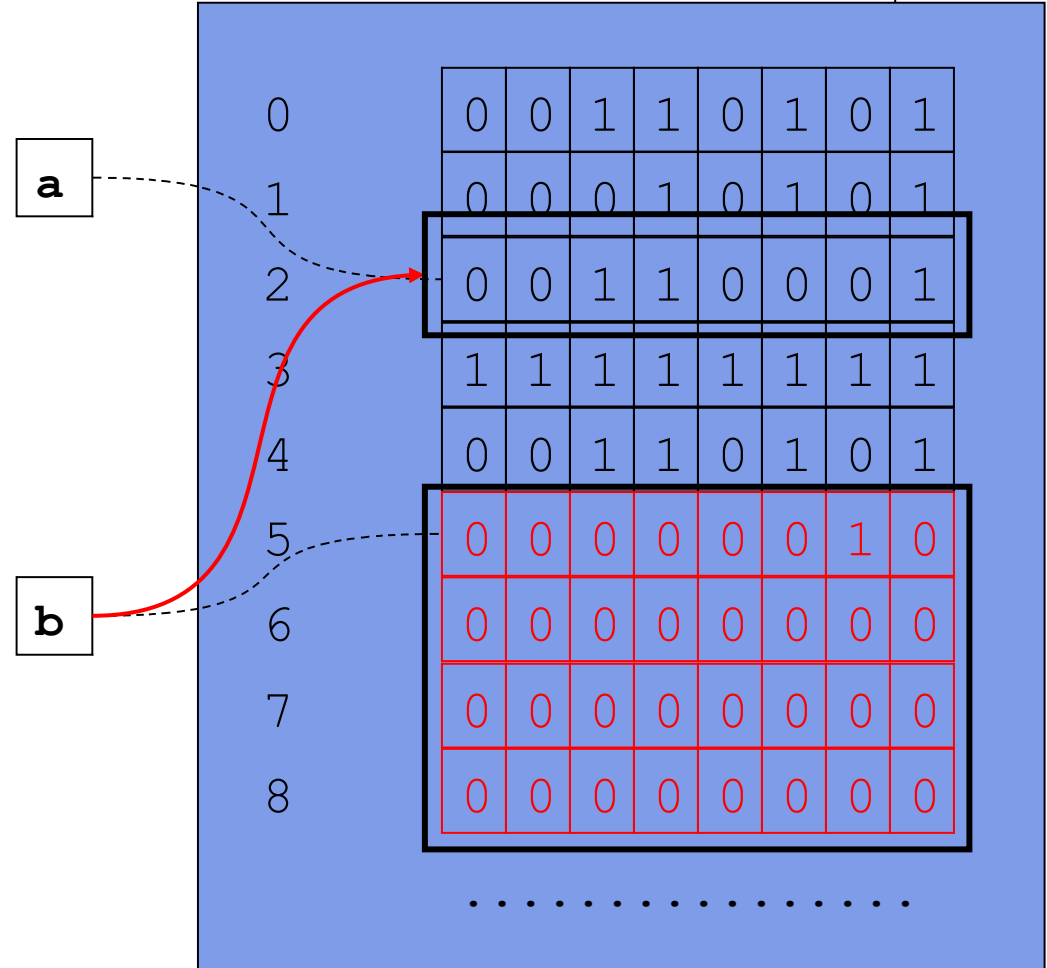 0 0 0 1 1 0 1 0 1
a
1 0 0 0 1 0 1 0 1
2 0 0 1 1 0 0 0 1
3 1 1 1 1 1 1 1 1
4 0 0 1 1 0 1 0 1
5 0 0 0 0 0 0 1 0
b
6 0 0 0 0 0 0 0 0
7 0 0 0 0 0 0 0 0
8 0 0 0 0 0 0 0 0
................